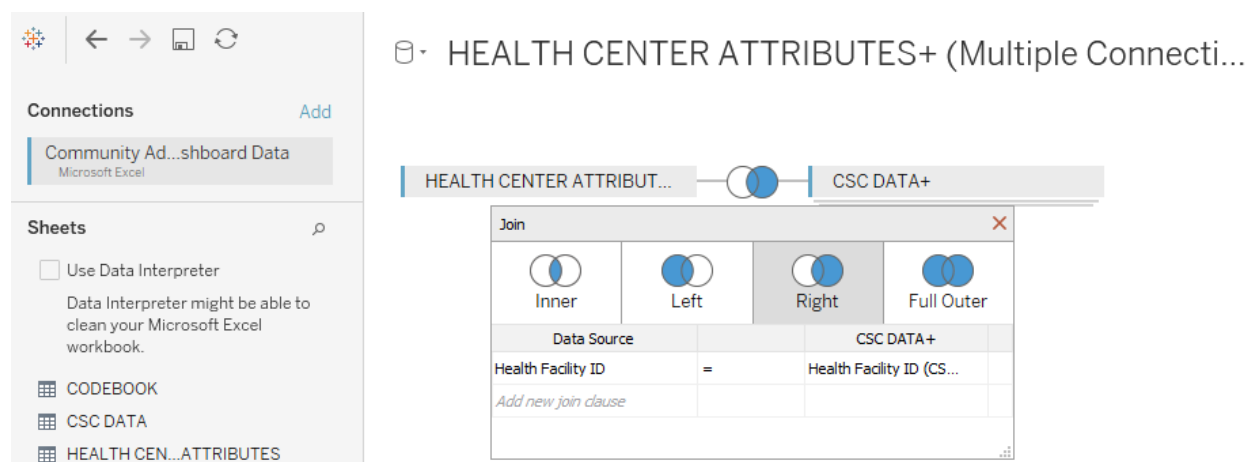 HEALTH CENTER ATTRIBUTES+ (Multiple Connecti...
Connections Add
Community Ad...shboard Data
Microsoft Excel
HEALTH CENTER ATTRIBUT... CSC DATA+
Join
Sheets
Inner Left Right Full Outer
Use Data Interpreter
Data Interpreter might be able to
clean your Microsoft Excel
workbook.
Data Source CSC DATA+
Health Facility ID = Health Facility ID (CS...
Add new join clause
CODEBOOK
CSC DATA
HEALTH CEN...ATTRIBUTES